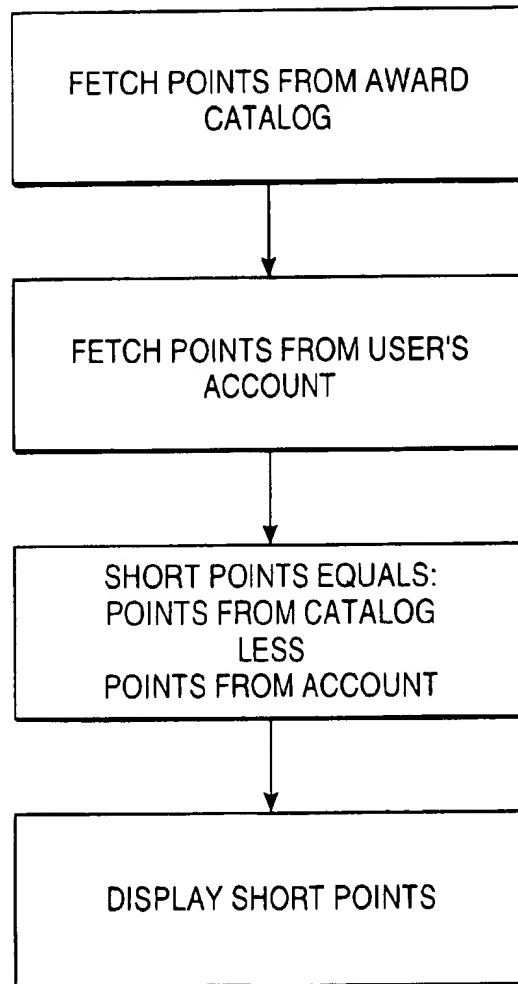 FETCH POINTS FROM AWARD
CATALOG
FETCH POINTS FROM USER'S
ACCOUNT
SHORT POINTS EQUALS:
POINTS FROM CATALOG
LESS
POINTS FROM ACCOUNT
DISPLAY SHORT POINTS